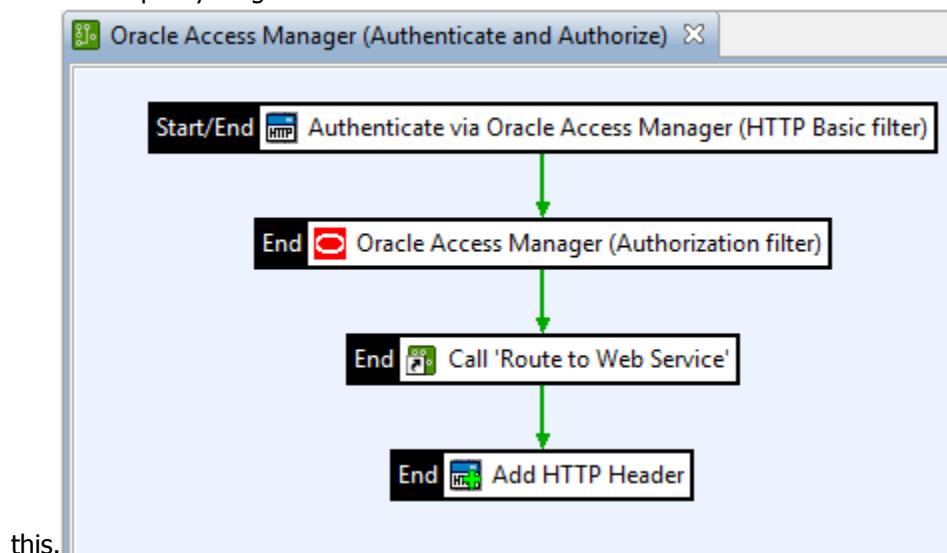 Oracle Access Manager (Authenticate and Authorize)
Start/End HTTP Authenticate via Oracle Access Manager (HTTP Basic filter)
End Oracle Access Manager (Authorization filter)
End Call 'Route to Web Service'
End Add HTTP Header
this.